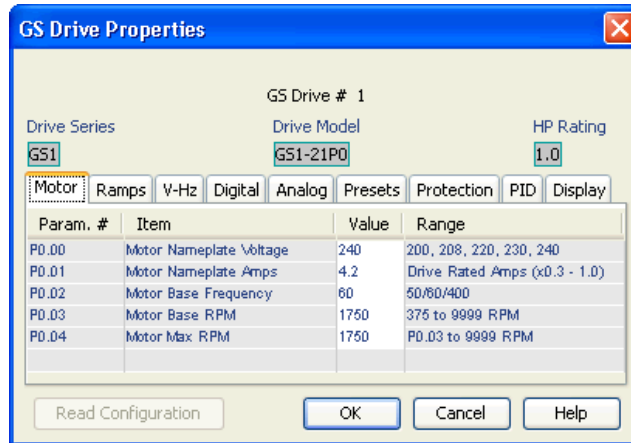 GS Drive Properties
GS Drive # 1
Drive Series Drive Model HP Rating
GS1 GS1-21P0 1.0
Motor Ramps V-Hz Digital Analog Presets Protection PID Display
Param. # Item Value Range
P0.00 Motor Nameplate Voltage 240 200, 208, 220, 230, 240
P0.01 Motor Nameplate Amps 4.2 Drive Rated Amps (x0.3 - 1.0)
P0.02 Motor Base Frequency 60 50/60/400
P0.03 Motor Base RPM 1750 375 to 9999 RPM
P0.04 Motor Max RPM 1750 P0.03 to 9999 RPM
Read Configuration OK Cancel Help